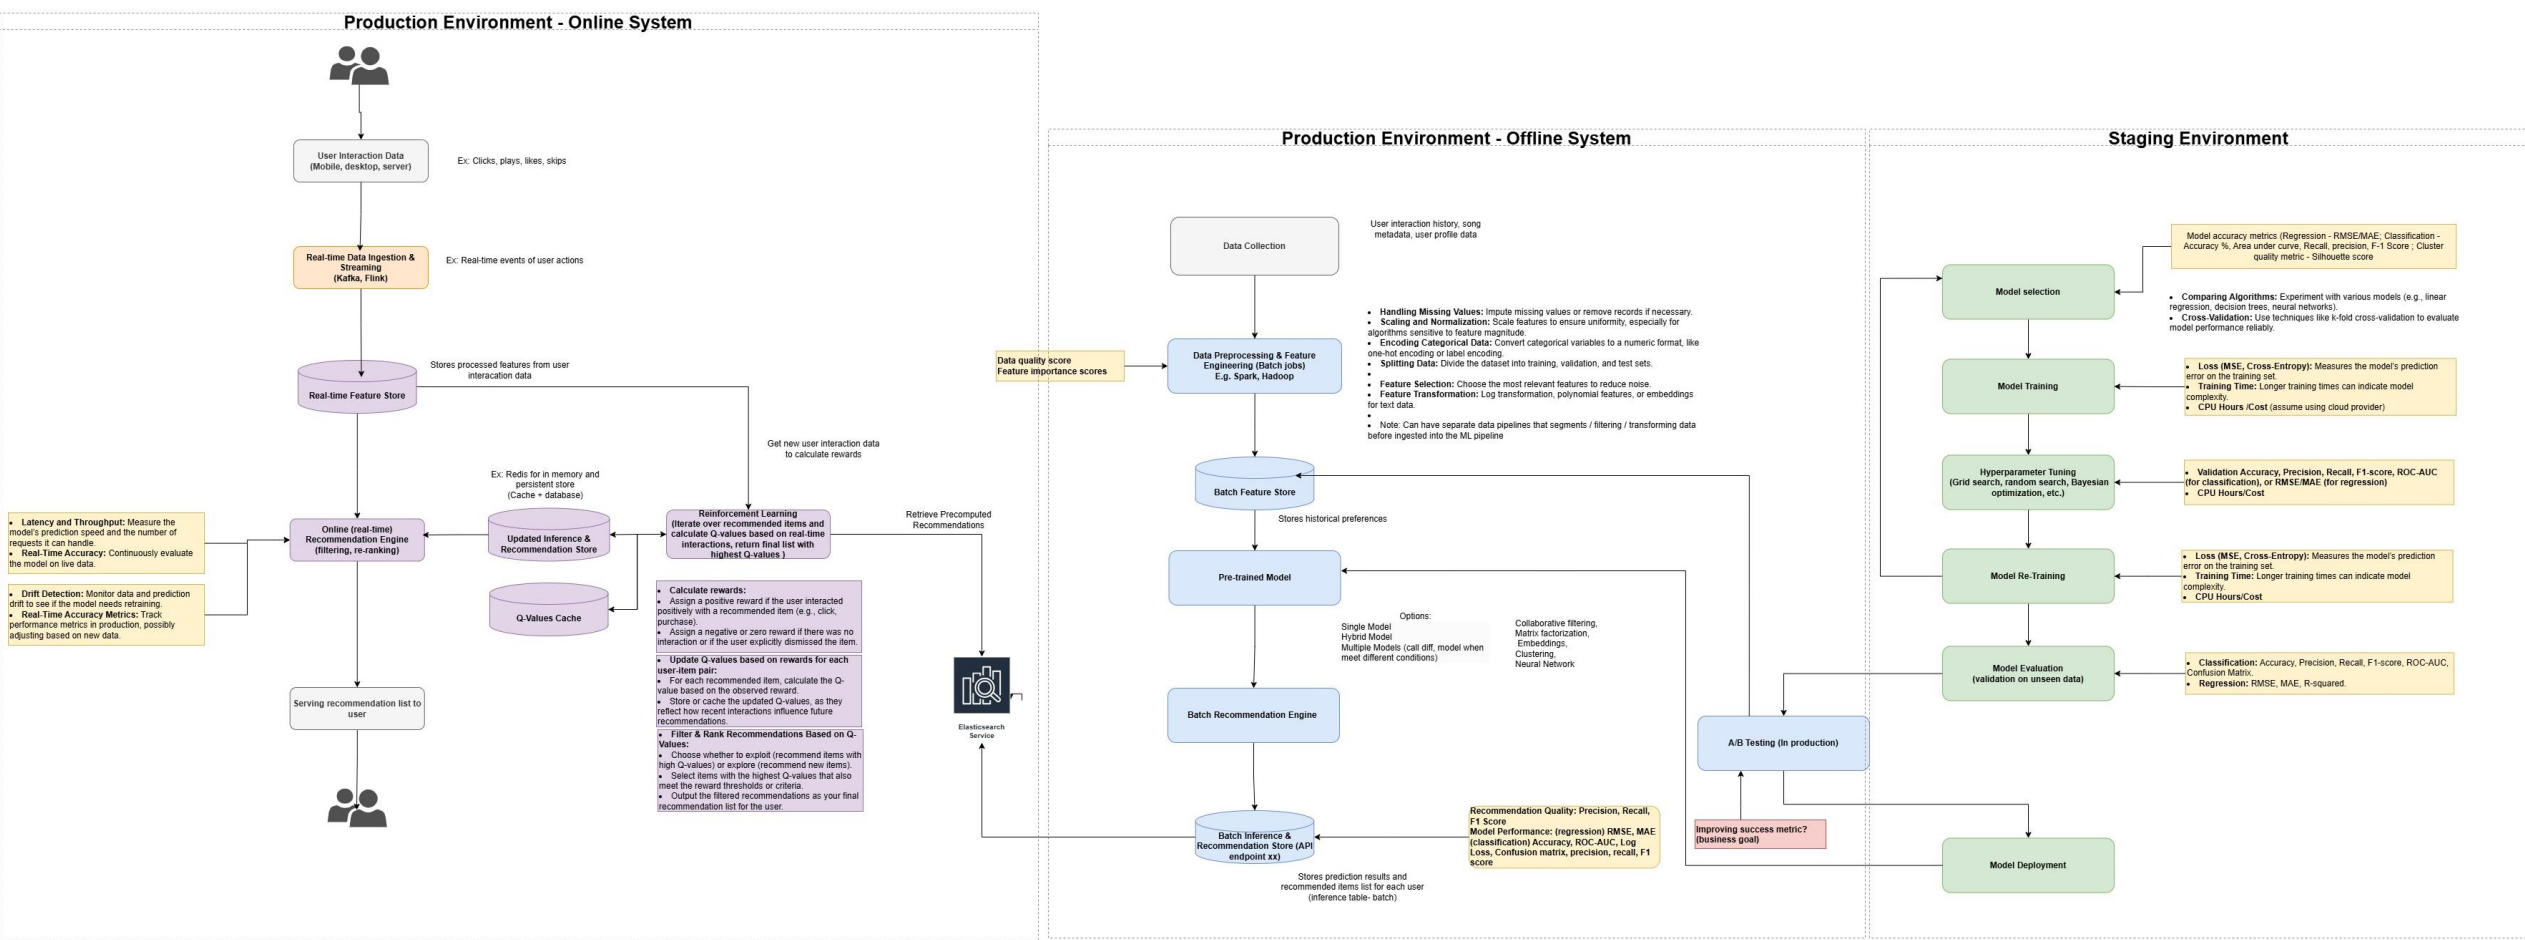 Production Environment - Online System
User Interaction Data
(Mobile, desktop, server)
Ex: Clicks, plays, likes, skips
Real-time Data Ingestion &
Streaming
(Kafka, Flink)
Ex: Real-time events of user actions
Stores processed features from user
interacation data
Real-time Feature Store
Get new user interaction data
to calculate rewards
Ex: Redis for in memory and
persistent store
(Cache + database)
• Latency and Throughput: Measure the
model's prediction speed and the number of
requests it can handle.
• Real-Time Accuracy: Continuously evaluate
the model on live data.
• Drift Detection: Monitor data and prediction
drift to see if the model needs retraining.
• Real-Time Accuracy Metrics: Track
performance metrics in production, possibly
adjusting based on new data.
Online (real-time)
Recommendation Engine
(filtering, re-ranking)
Updated Inference &
Recommendation Store
Reinforcement Learning
(Iterate over recommended items and
calculate Q-values based on real-time
interactions, return final list with
highest Q-values )
Retrieve Precomputed
Recommendations
Q-Values Cache
• Calculate rewards:
• Assign a positive reward if the user interacted
positively with a recommended item (e.g., click,
purchase).
• Assign a negative or zero reward if there was no
interaction or if the user explicitly dismissed the item.
• Update Q-values based on rewards for each
user-item pair:
• For each recommended item, calculate the Q-
value based on the observed reward.
• Store or cache the updated Q-values, as they
reflect how recent interactions influence future
recommendations.
• Filter & Rank Recommendations Based on Q-
Values:
• Choose whether to exploit (recommend items with
high Q-values) or explore (recommend new items).
• Select items with the highest Q-values that also
meet the reward thresholds or criteria.
• Output the filtered recommendations as your final
recommendation list for the user.
Serving recommendation list to
user
Elasticsearch
Service
Production Environment - Offline System
Data Collection
User interaction history, song
metadata, user profile data
Data quality score
Feature importance scores
Data Preprocessing & Feature
Engineering (Batch jobs)
E.g. Spark, Hadoop
• Handling Missing Values: Impute missing values or remove records if necessary.
• Scaling and Normalization: Scale features to ensure uniformity, especially for
algorithms sensitive to feature magnitude.
• Encoding Categorical Data: Convert categorical variables to a numeric format, like
one-hot encoding or label encoding.
• Splitting Data: Divide the dataset into training, validation, and test sets.
•
• Feature Selection: Choose the most relevant features to reduce noise.
• Feature Transformation: Log transformation, polynomial features, or embeddings
for text data.
•
• Note: Can have separate data pipelines that segments / filtering / transforming data
before ingested into the ML pipeline
Batch Feature Store
Stores historical preferences
Pre-trained Model
Options:
Single Model
Hybrid Model
Multiple Models (call diff, model when
meet different conditions)
Collaborative filtering,
Matrix factorization,
Embeddings,
Clustering,
Neural Network
Batch Recommendation Engine
Batch Inference &
Recommendation Store (API
endpoint xx)
Stores prediction results and
recommended items list for each user
(inference table- batch)
Recommendation Quality: Precision, Recall,
F1 Score
Model Performance: (regression) RMSE, MAE
(classification) Accuracy, ROC-AUC, Log
Loss, Confusion matrix, precision, recall, F1
score
A/B Testing (In production)
Improving success metric?
(business goal)
Staging Environment
Model accuracy metrics (Regression - RMSE/MAE; Classification -
Accuracy %, Area under curve, Recall, precision, F-1 Score ; Cluster
quality metric - Silhouette score
Model selection
• Comparing Algorithms: Experiment with various models (e.g., linear
regression, decision trees, neural networks).
• Cross-Validation: Use techniques like k-fold cross-validation to evaluate
model performance reliably.
Model Training
• Loss (MSE, Cross-Entropy): Measures the model's prediction
error on the training set.
• Training Time: Longer training times can indicate model
complexity.
• CPU Hours /Cost (assume using cloud provider)
Hyperparameter Tuning
(Grid search, random search, Bayesian
optimization, etc.)
• Validation Accuracy, Precision, Recall, F1-score, ROC-AUC
(for classification), or RMSE/MAE (for regression)
• CPU Hours/Cost
Model Re-Training
• Loss (MSE, Cross-Entropy): Measures the model's prediction
error on the training set.
• Training Time: Longer training times can indicate model
complexity.
• CPU Hours/Cost
Model Evaluation
(validation on unseen data)
• Classification: Accuracy, Precision, Recall, F1-score, ROC-AUC,
Confusion Matrix.
• Regression: RMSE, MAE, R-squared.
Model Deployment